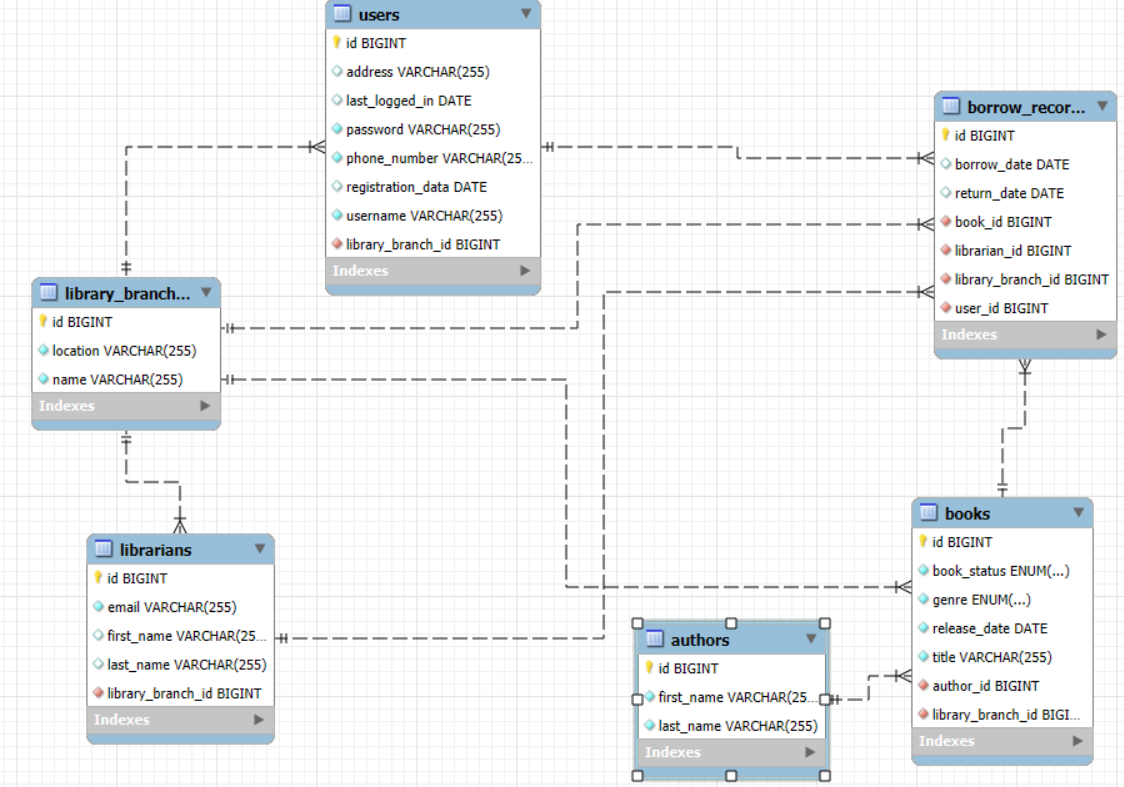 users
id BIGINT
address VARCHAR(255)
last_logged_in DATE
password VARCHAR(255)
phone_number VARCHAR(25...
registration_data DATE
username VARCHAR(255)
library_branch_id BIGINT
Indexes
borrow_recor...
id BIGINT
borrow_date DATE
return_date DATE
book_id BIGINT
librarian_id BIGINT
library_branch_id BIGINT
user_id BIGINT
Indexes
library_branch...
id BIGINT
location VARCHAR(255)
name VARCHAR(255)
Indexes
librarians
id BIGINT
email VARCHAR(255)
first_name VARCHAR(25...
last_name VARCHAR(255)
library_branch_id BIGINT
Indexes
authors
id BIGINT
first_name VARCHAR(25...
last_name VARCHAR(255)
Indexes
books
id BIGINT
book_status ENUM(...)
genre ENUM(...)
release_date DATE
title VARCHAR(255)
author_id BIGINT
library_branch_id BIGI...
Indexes